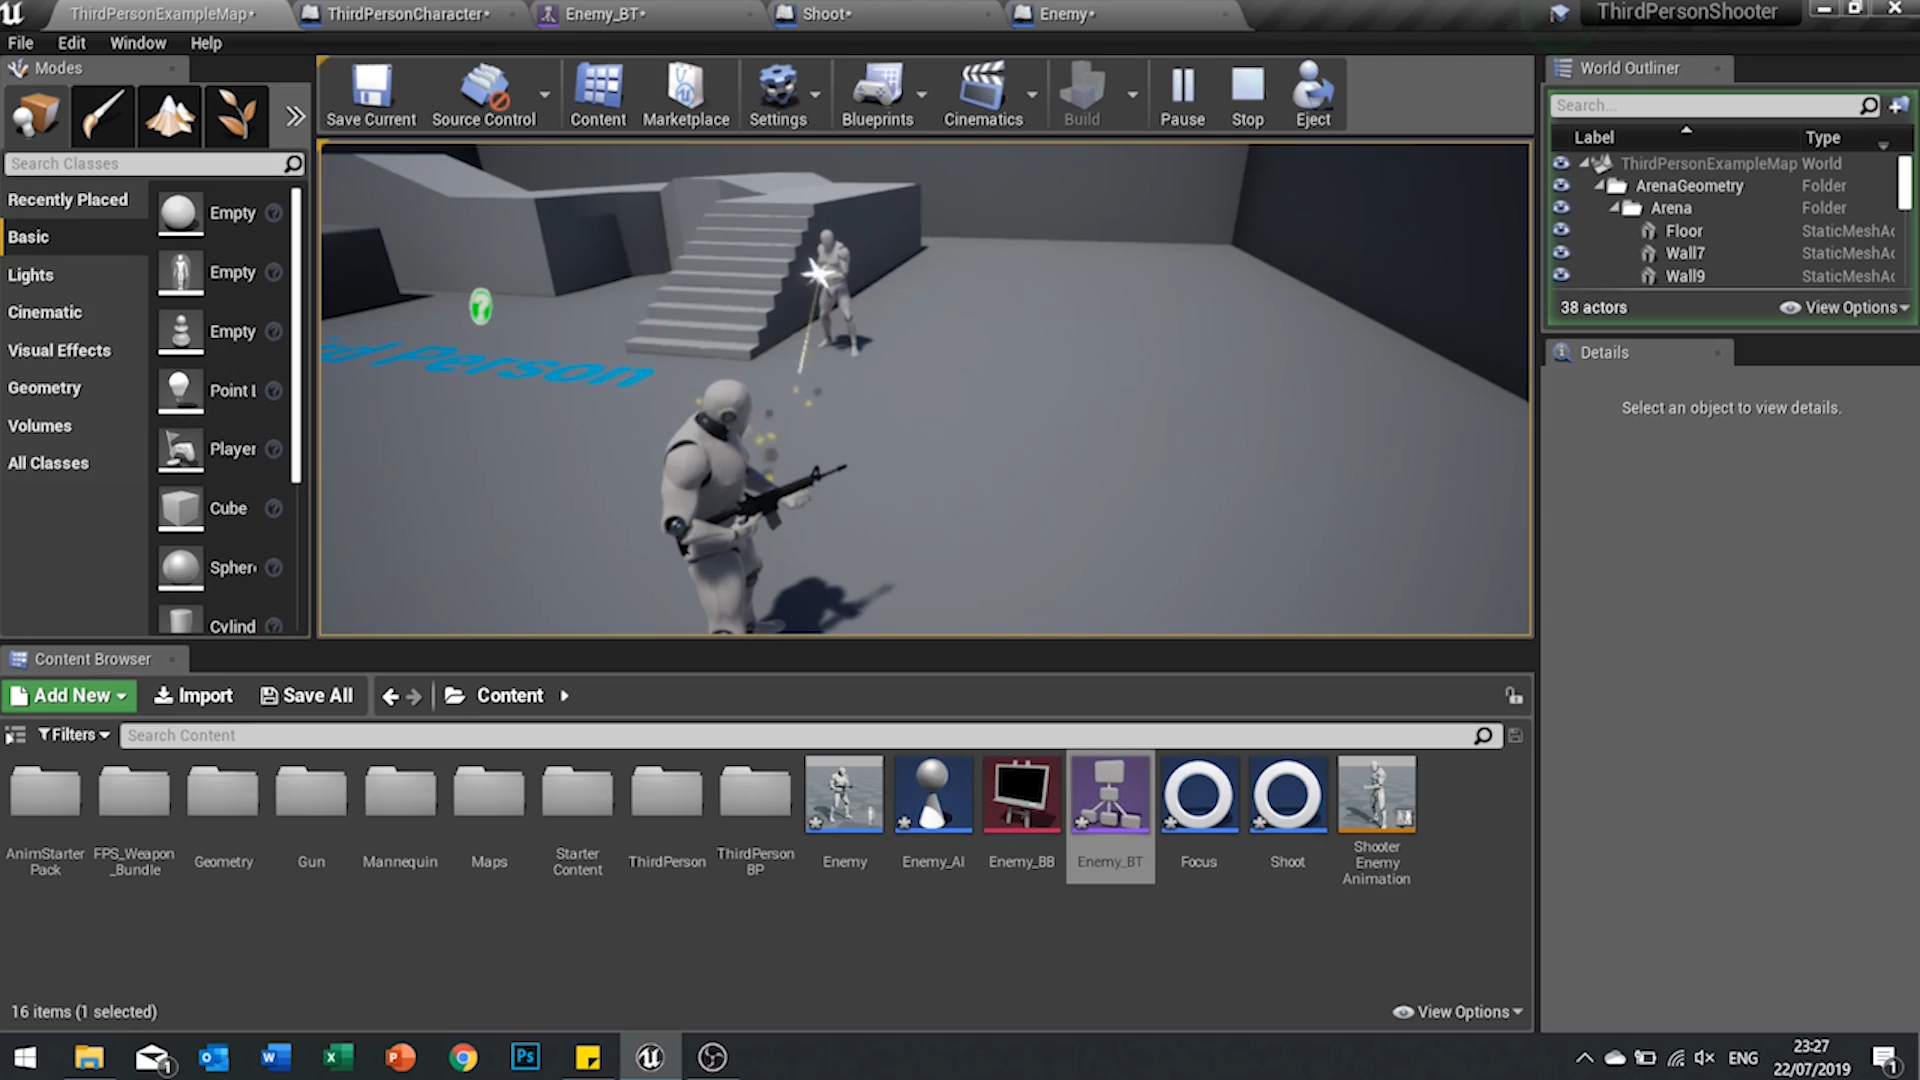 ThirdPersonExampleMap*
ThirdPersonCharacter*
Enemy_BT*
Shoot*
Enemy*
ThirdPersonShooter
File Edit Window Help
Modes
Save Current
Source Control
Content
Marketplace
Settings
Blueprints
Cinematics
Build
Pause
Stop
Eject
World Outliner
Search...
Label Type
ThirdPersonExampleMap World
ArenaGeometry Folder
Arena Folder
Floor StaticMeshAc
Wall7 StaticMeshAc
Wall9 StaticMeshAc
38 actors
View Options
Details
Select an object to view details.
Search Classes
Recently Placed
Basic
Lights
Cinematic
Visual Effects
Geometry
Volumes
All Classes
Empty
Empty
Empty
Point L
Player
Cube
Sphere
Cylind
Person
Content Browser
Add New
Import
Save All
Content
Filters
Search Content
AnimStarter
Pack
FPS_Weapon
_Bundle
Geometry
Gun
Mannequin
Maps
Starter
Content
ThirdPerson
ThirdPerson
BP
Enemy
Enemy_AI
Enemy_BB
Enemy_BT
Focus
Shoot
Shooter
Enemy
Animation
16 items (1 selected)
View Options
1
Ps
ENG
23:27
22/07/2019
1